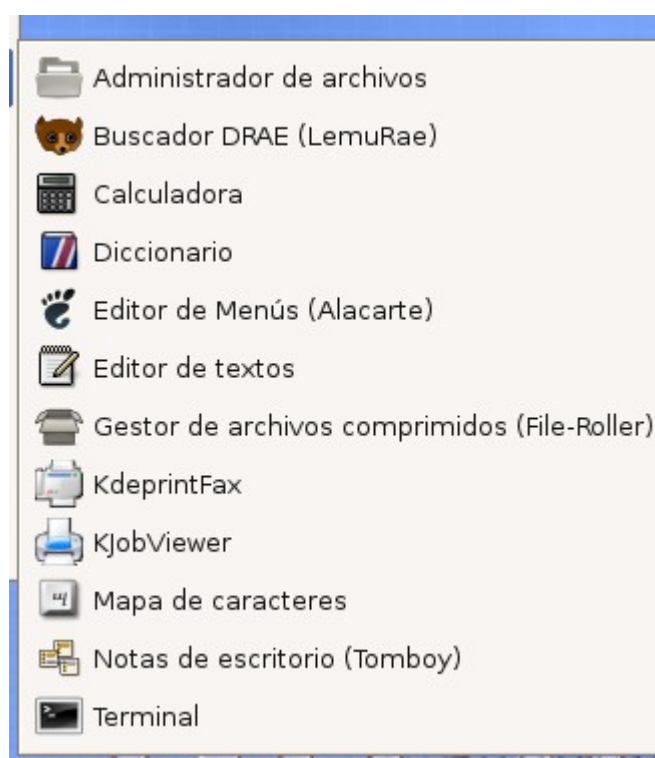 Administrador de archivos
Buscador DRAE (LemuRae)
Calculadora
Diccionario
Editor de Menús (Alacarte)
Editor de textos
Gestor de archivos comprimidos (File-Roller)
KdeprintFax
KJobViewer
Mapa de caracteres
Notas de escritorio (Tomboy)
Terminal